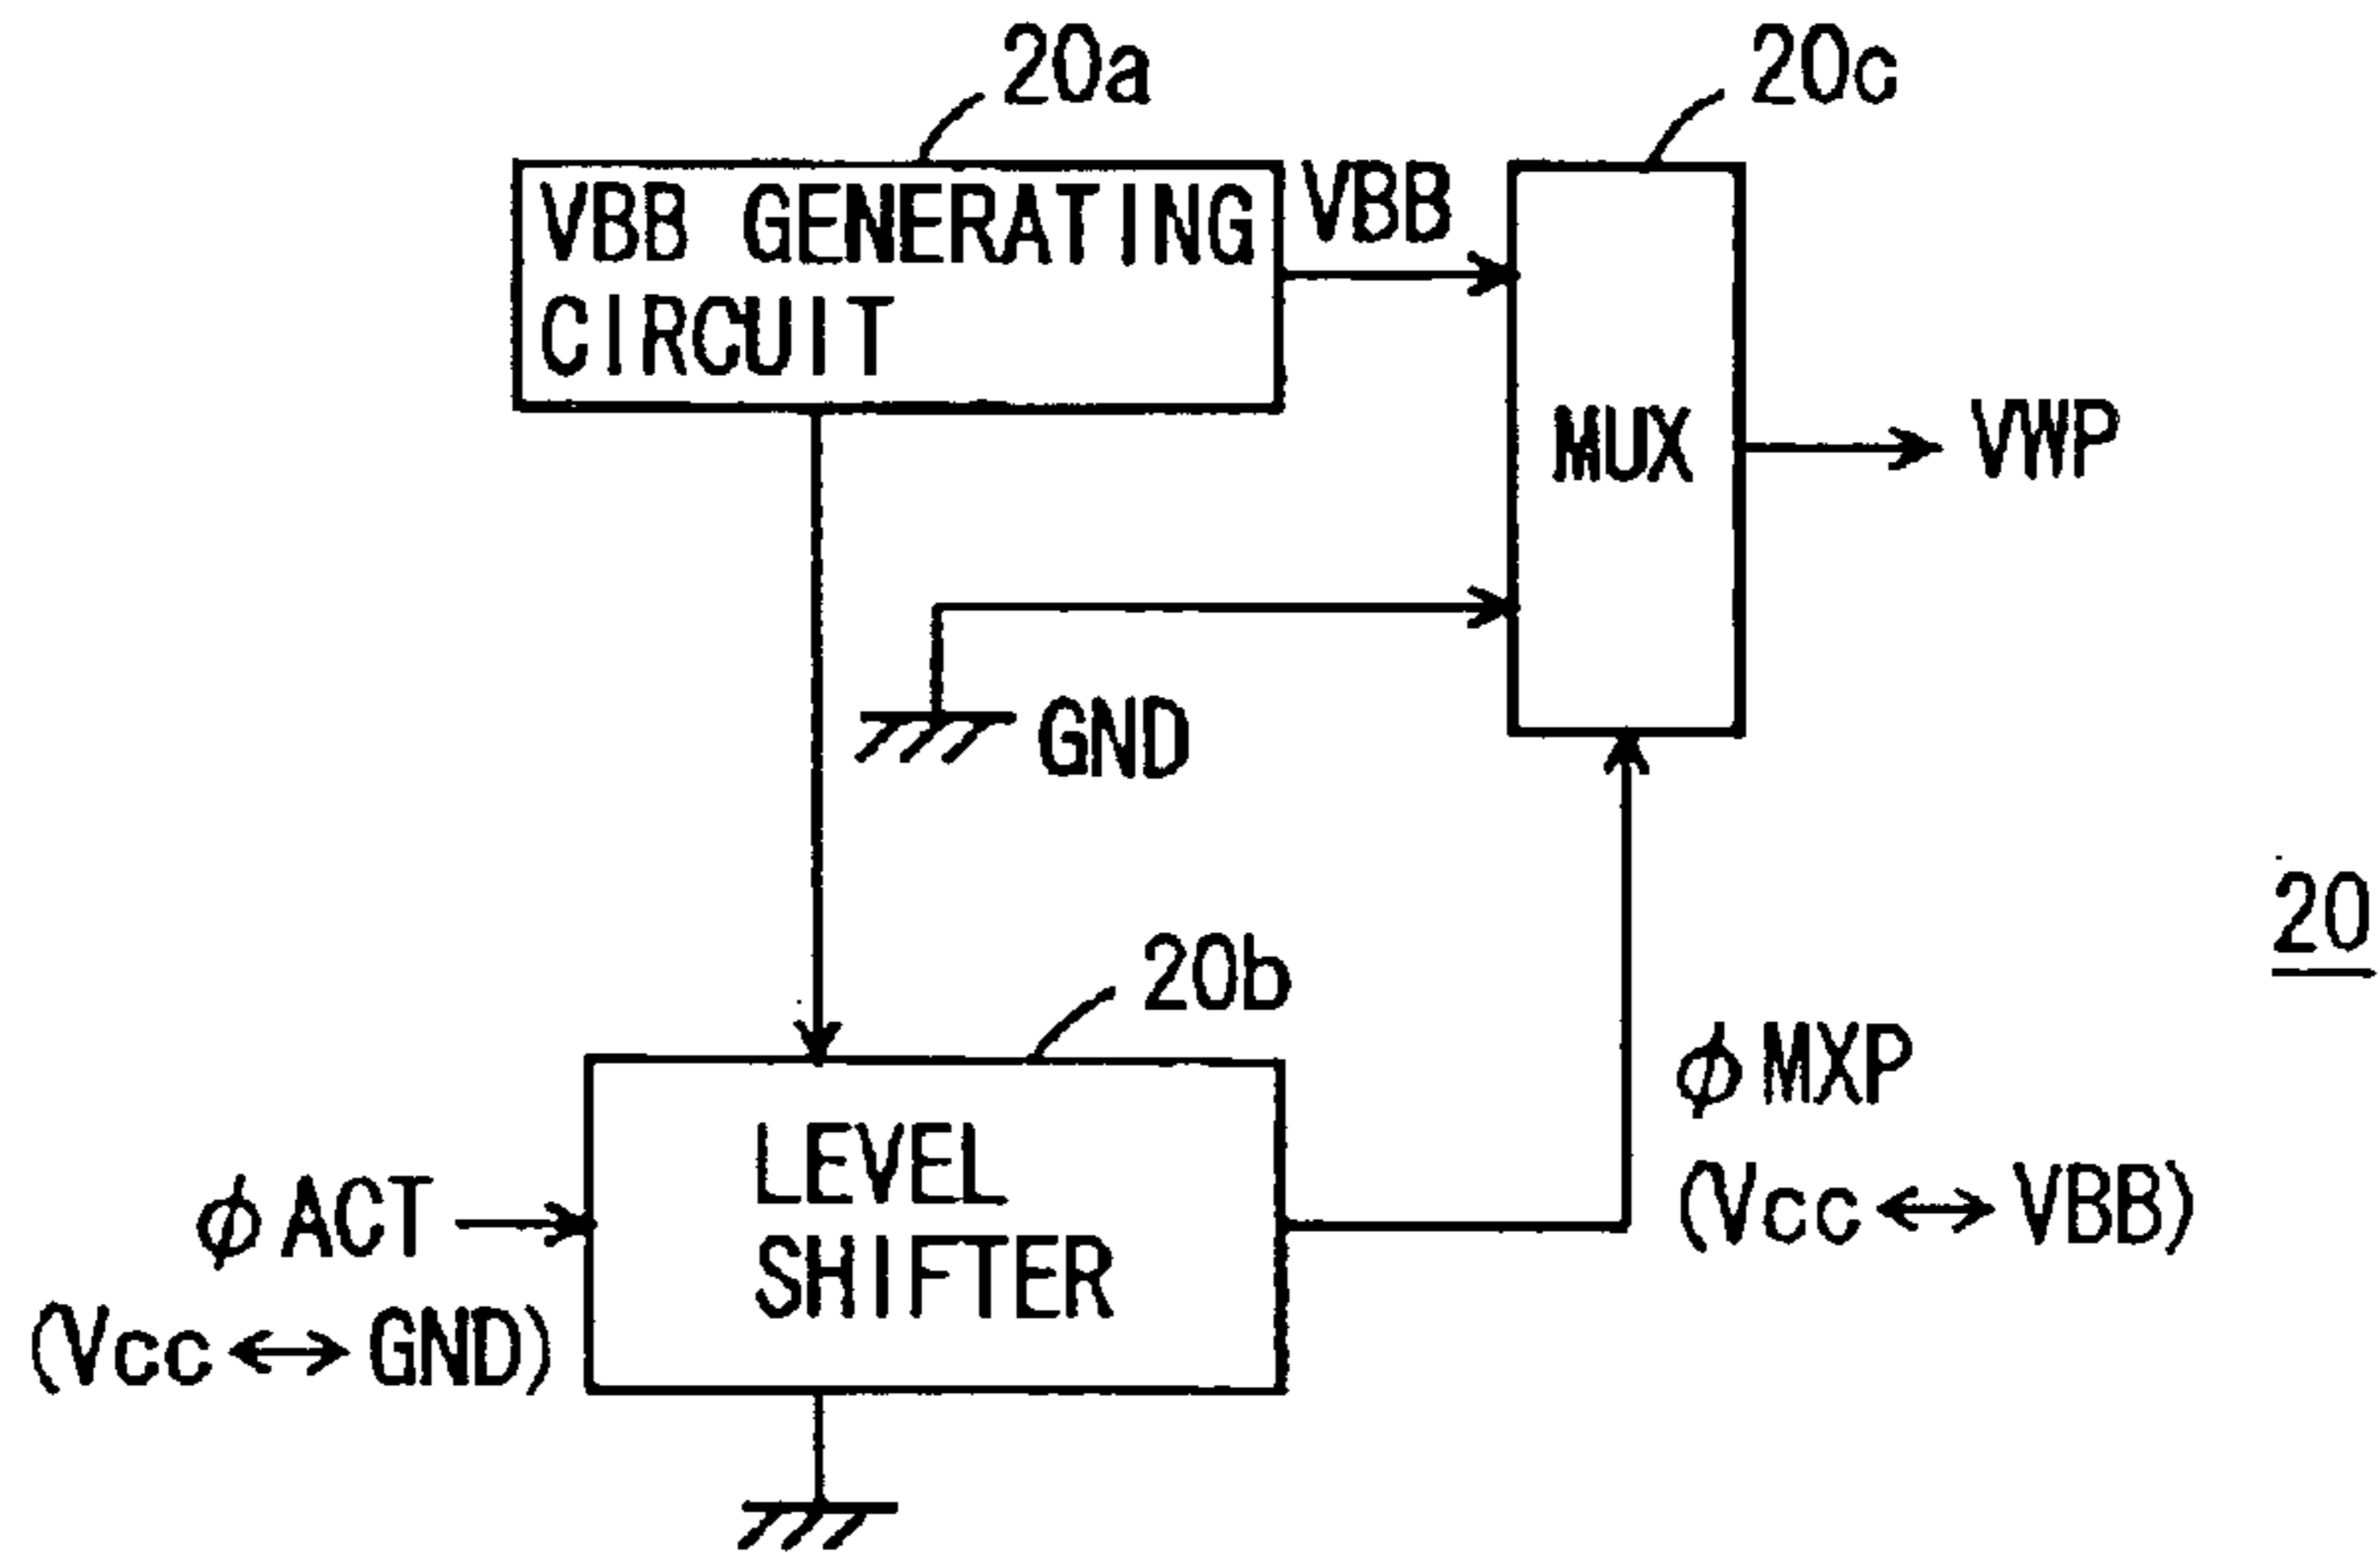 20a
20c
VBB GENERATING
CIRCUIT
VBB
MUX
VWP
GND
20
20b
φMXP
(Vcc↔VBB)
LEVEL
SHIFTER
φACT
(Vcc↔GND)